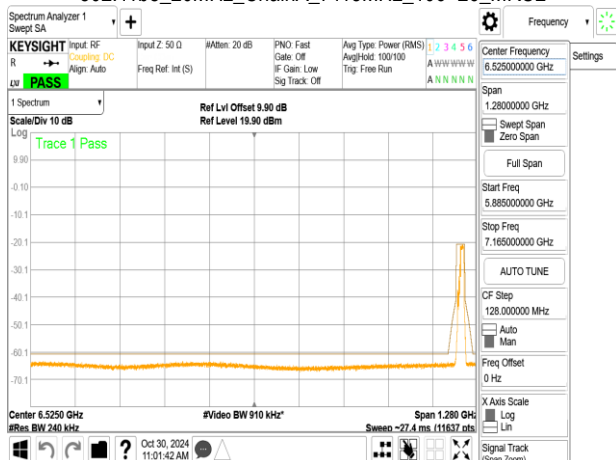 Spectrum Analyzer 1
Swept SA
Frequency
Settings
KEYSIGHT
R
LXI
PASS
Input: RF
Coupling: DC
Align: Auto
Input Z: 50 Ω
Freq Ref: Int (S)
#Atten: 20 dB
PNO: Fast
Gate: Off
IF Gain: Low
Sig Track: Off
Avg Type: Power (RMS)
Avg|Hold: 100/100
Trig: Free Run
1 2 3 4 5 6
A W W W W W
A N N N N N
1 Spectrum
Scale/Div 10 dB
Log
Ref Lvl Offset 9.90 dB
Ref Level 19.90 dBm
Trace 1 Pass
9.90
-0.10
-10.1
-20.1
-30.1
-40.1
-50.1
-60.1
-70.1
Center 6.5250 GHz
#Res BW 240 kHz
#Video BW 910 kHz*
Span 1.280 GHz
Sweep ~27.4 ms (11637 pts)
Oct 30, 2024
11:01:42 AM
Center Frequency
6.525000000 GHz
Span
1.28000000 GHz
Swept Span
Zero Span
Full Span
Start Freq
5.885000000 GHz
Stop Freq
7.165000000 GHz
AUTO TUNE
CF Step
128.000000 MHz
Auto
Man
Freq Offset
0 Hz
X Axis Scale
Log
Lin
Signal Track
(Span Zoom)